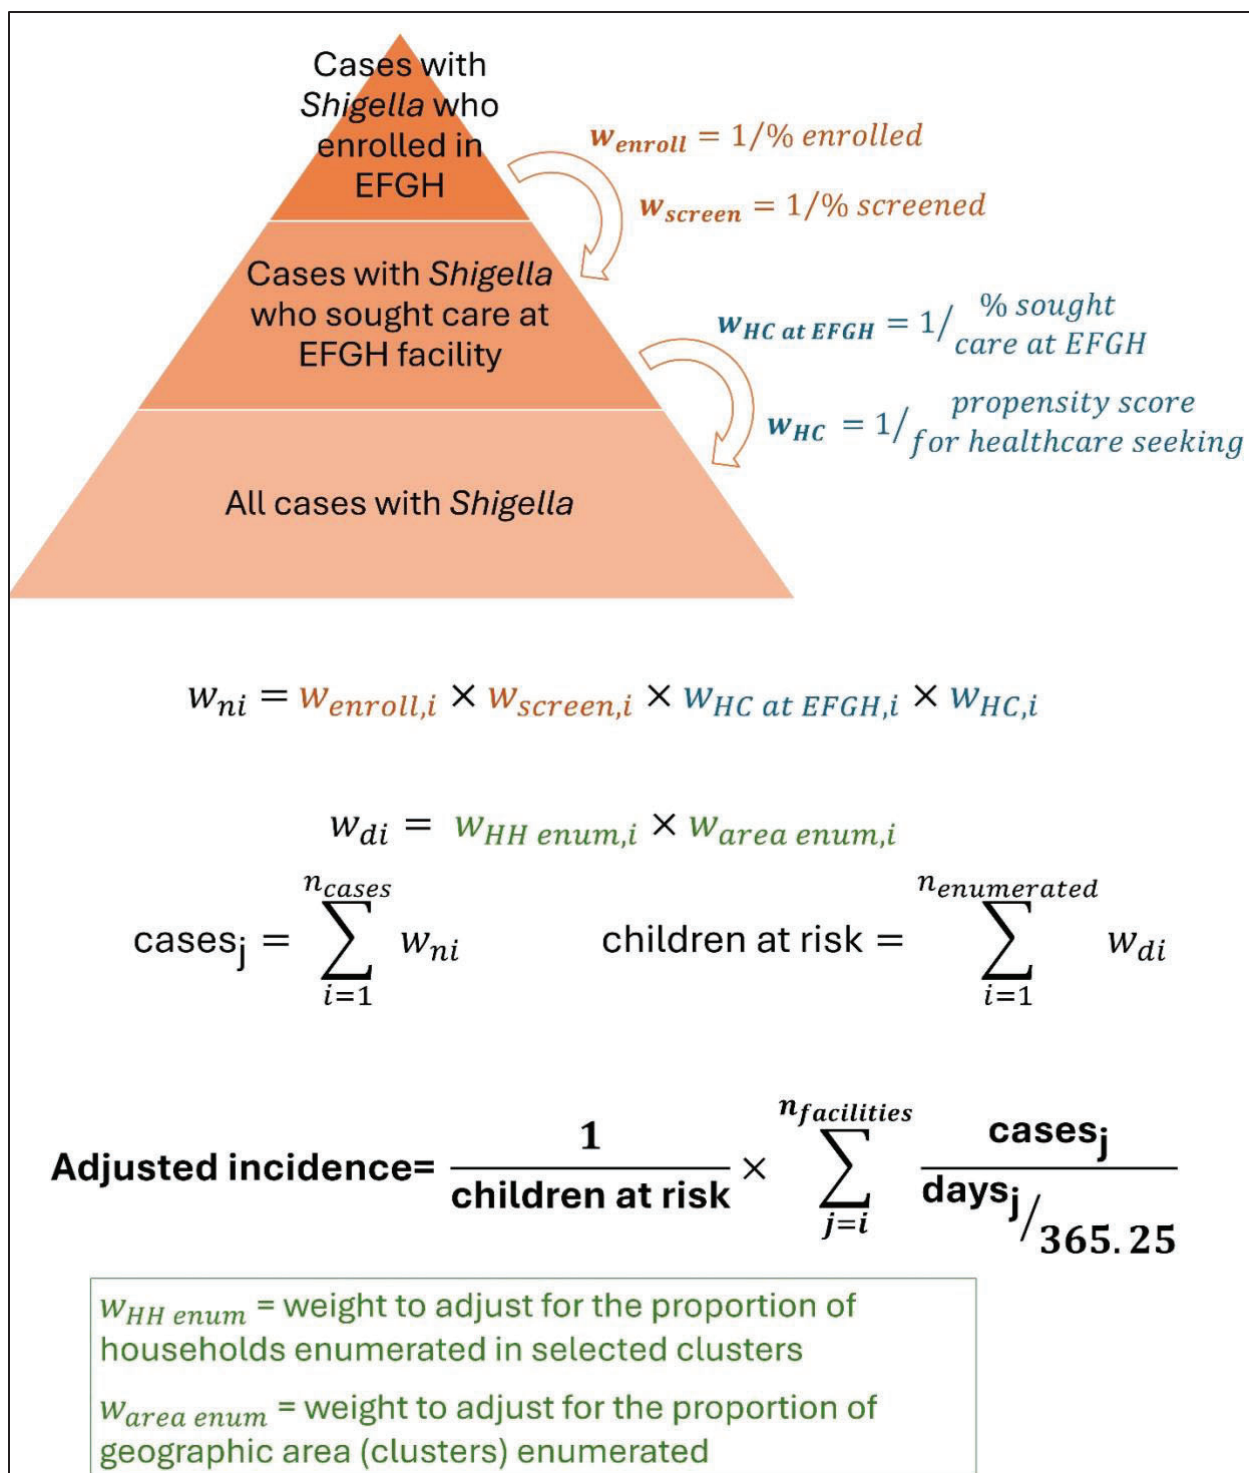 Cases with
Shigella who
enrolled in
EFGH
w_enroll = 1/% enrolled
w_screen = 1/% screened
Cases with Shigella
who sought care at
EFGH facility
w_HC at EFGH = 1/% sought
care at EFGH
w_HC = 1/propensity score
for healthcare seeking
All cases with Shigella
w_ni = w_enroll,i × w_screen,i × w_HC at EFGH,i × w_HC,i
w_di = w_HH enum,i × w_area enum,i
cases_j = ∑_{i=1}^{n_cases} w_ni
children at risk = ∑_{i=1}^{n_enumerated} w_di
Adjusted incidence= 1/children at risk × ∑_{j=i}^{n_facilities} cases_j / (days_j/365.25)
w_HH enum = weight to adjust for the proportion of
households enumerated in selected clusters
w_area enum = weight to adjust for the proportion of
geographic area (clusters) enumerated